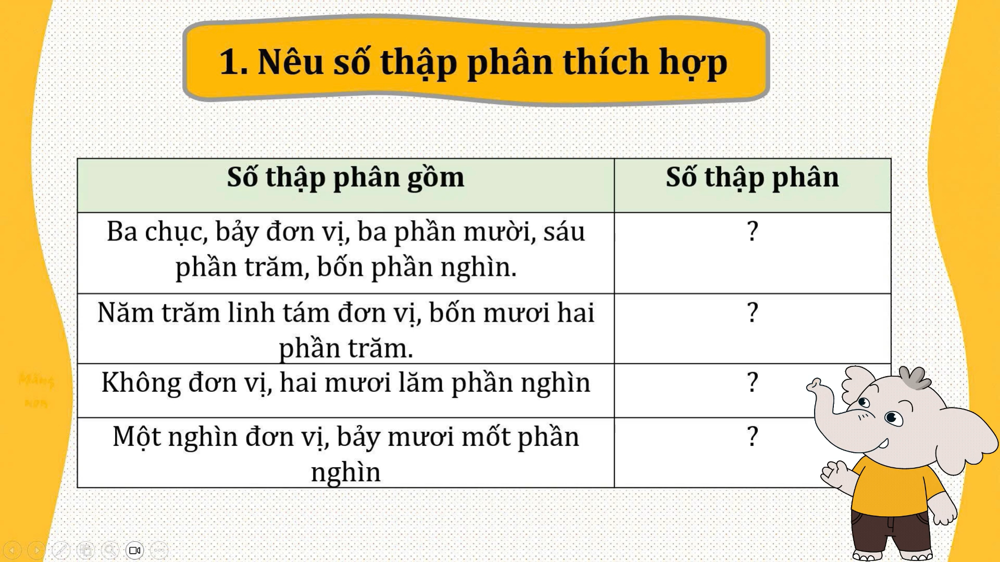 1. Nêu số thập phân thích hợp
Số thập phân gồm
Số thập phân
Ba chục, bảy đơn vị, ba phần mười, sáu
phần trăm, bốn phần nghìn.
?
Năm trăm linh tám đơn vị, bốn mươi hai
phần trăm.
?
Không đơn vị, hai mươi lăm phần nghìn
?
Một nghìn đơn vị, bảy mươi mốt phần
nghìn
?
Măng
non